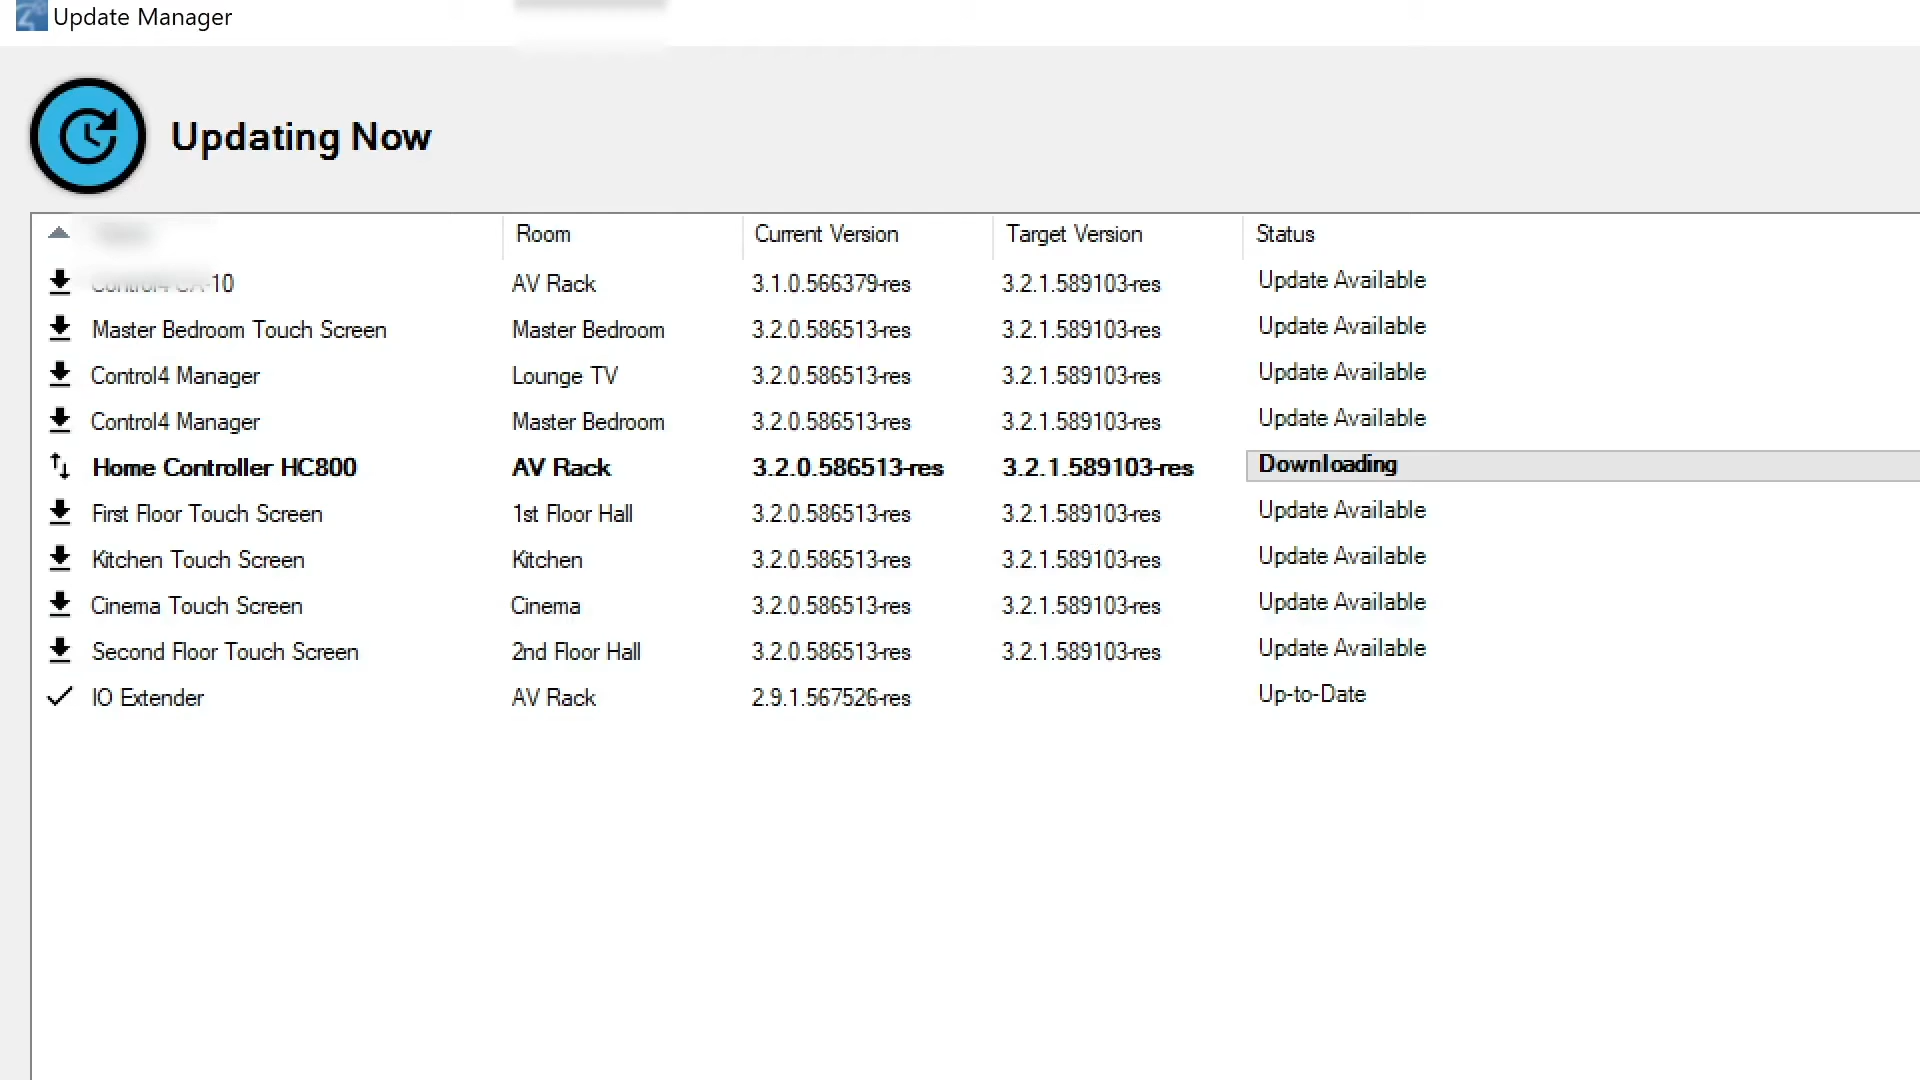 Update Manager
Updating Now
Room Current Version Target Version Status
Control4 CA-10 AV Rack 3.1.0.566379-res 3.2.1.589103-res Update Available
Master Bedroom Touch Screen Master Bedroom 3.2.0.586513-res 3.2.1.589103-res Update Available
Control4 Manager Lounge TV 3.2.0.586513-res 3.2.1.589103-res Update Available
Control4 Manager Master Bedroom 3.2.0.586513-res 3.2.1.589103-res Update Available
Home Controller HC800 AV Rack 3.2.0.586513-res 3.2.1.589103-res Downloading
First Floor Touch Screen 1st Floor Hall 3.2.0.586513-res 3.2.1.589103-res Update Available
Kitchen Touch Screen Kitchen 3.2.0.586513-res 3.2.1.589103-res Update Available
Cinema Touch Screen Cinema 3.2.0.586513-res 3.2.1.589103-res Update Available
Second Floor Touch Screen 2nd Floor Hall 3.2.0.586513-res 3.2.1.589103-res Update Available
IO Extender AV Rack 2.9.1.567526-res Up-to-Date